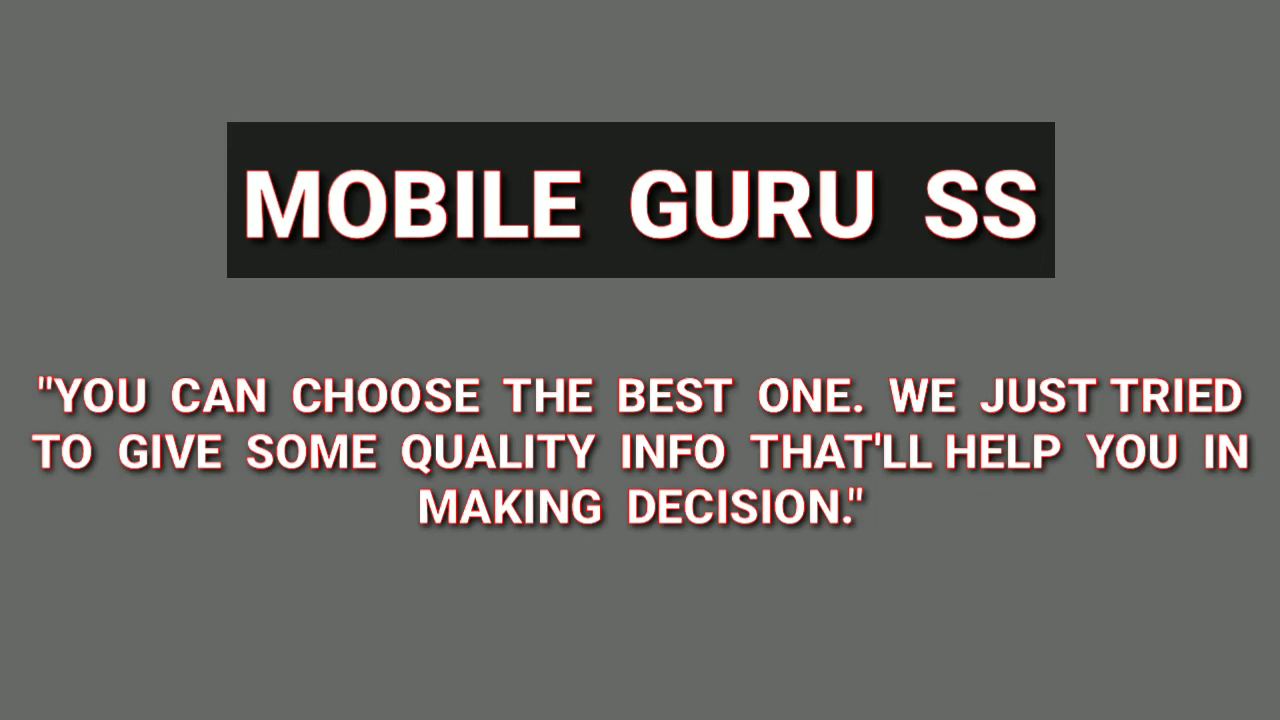 MOBILE GURU SS
"YOU CAN CHOOSE THE BEST ONE. WE JUST TRIED
TO GIVE SOME QUALITY INFO THAT'LL HELP YOU IN
MAKING DECISION."